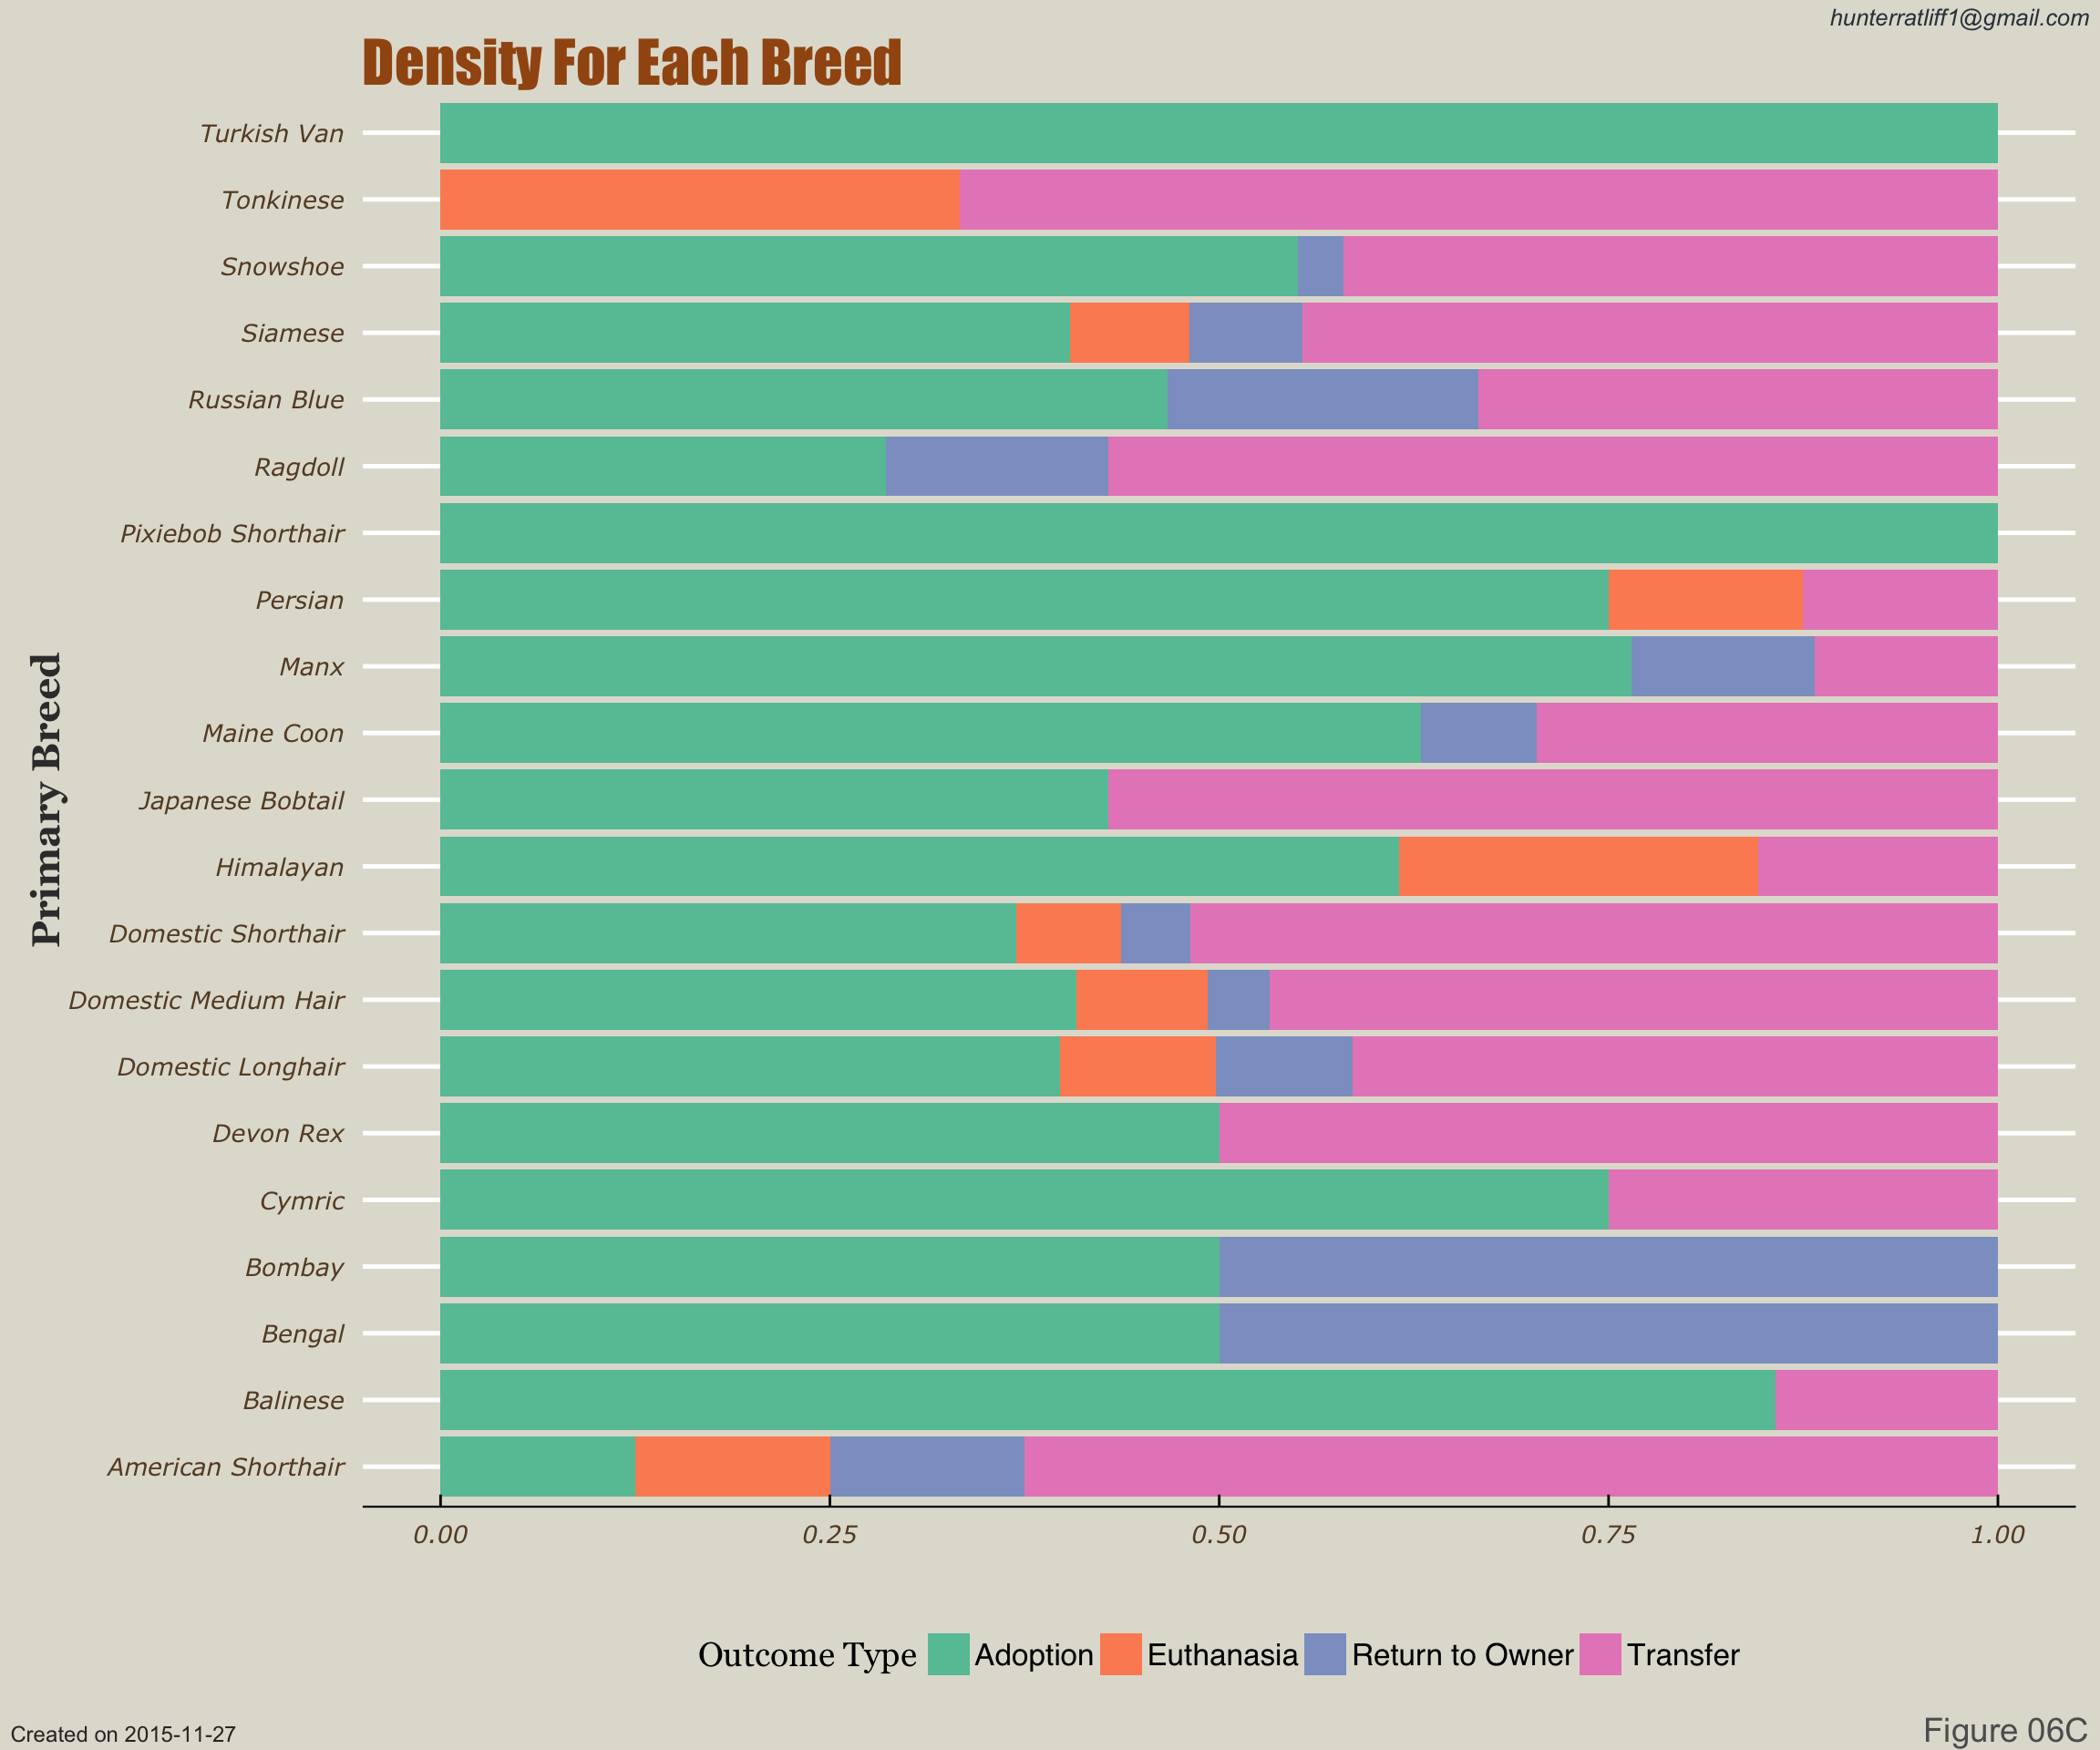 hunterratliff1@gmail.com
Density For Each Breed
Primary Breed
Turkish Van
Tonkinese
Snowshoe
Siamese
Russian Blue
Ragdoll
Pixiebob Shorthair
Persian
Manx
Maine Coon
Japanese Bobtail
Himalayan
Domestic Shorthair
Domestic Medium Hair
Domestic Longhair
Devon Rex
Cymric
Bombay
Bengal
Balinese
American Shorthair
0.00 0.25 0.50 0.75 1.00
Outcome Type Adoption Euthanasia Return to Owner Transfer
Created on 2015-11-27
Figure 06C